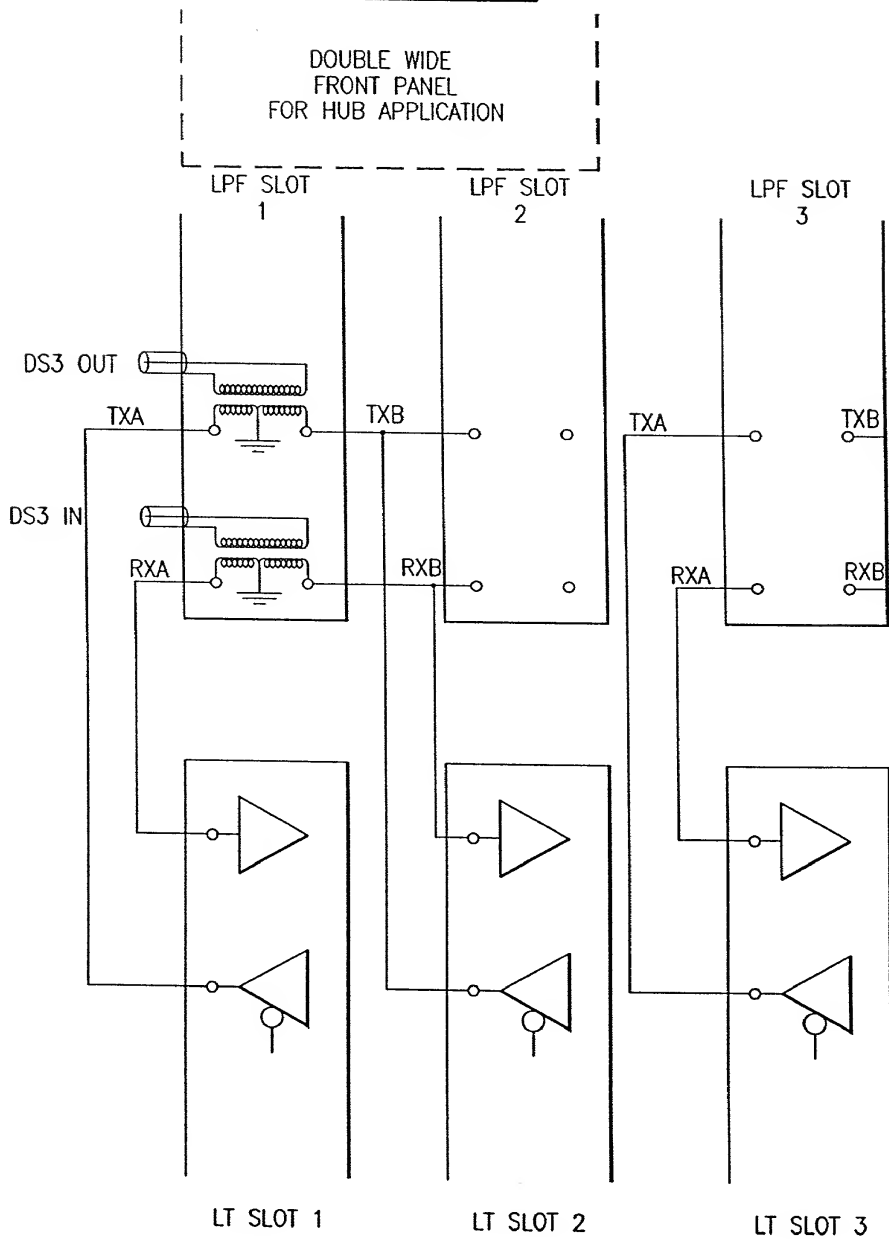 DOUBLE WIDE
FRONT PANEL
FOR HUB APPLICATION
LPF SLOT
1
LPF SLOT
2
LPF SLOT
3
DS3 OUT
TXA
TXB
TXA
TXB
DS3 IN
RXA
RXB
RXA
RXB
LT SLOT 1
LT SLOT 2
LT SLOT 3